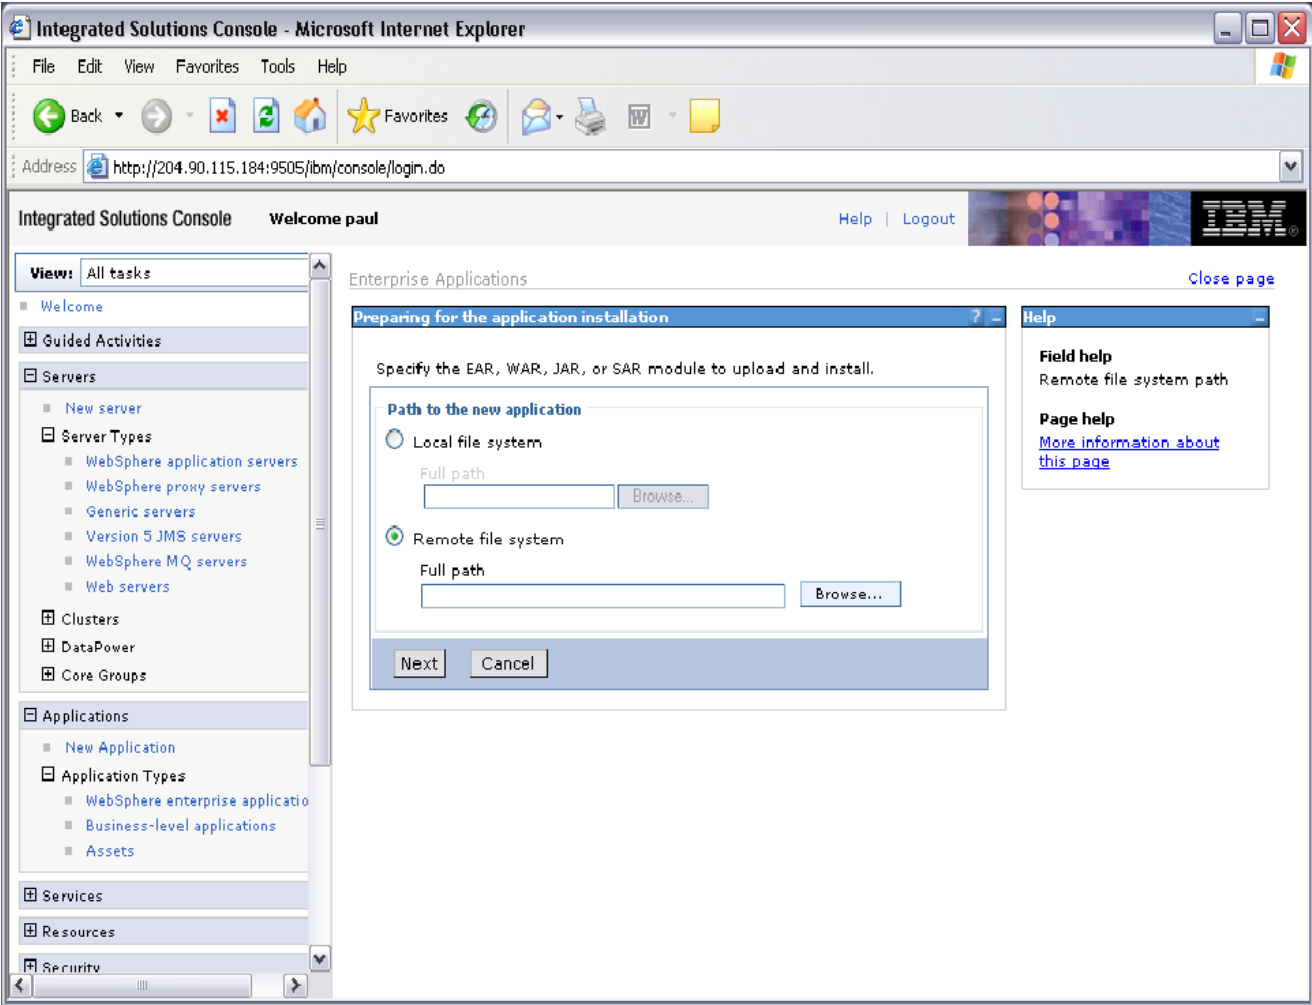 Integrated Solutions Console - Microsoft Internet Explorer
File Edit View Favorites Tools Help
Back Favorites
Address http://204.90.115.184:9505/ibm/console/login.do
Integrated Solutions Console Welcome paul Help | Logout IBM®
View: All tasks
Welcome
Guided Activities
Servers
New server
Server Types
WebSphere application servers
WebSphere proxy servers
Generic servers
Version 5 JMS servers
WebSphere MQ servers
Web servers
Clusters
DataPower
Core Groups
Applications
New Application
Application Types
WebSphere enterprise applicatio
Business-level applications
Assets
Services
Resources
Security
Enterprise Applications Close page
Preparing for the application installation ? -
Specify the EAR, WAR, JAR, or SAR module to upload and install.
Path to the new application
Local file system
Full path
Browse...
Remote file system
Full path
Browse...
Next Cancel
Help -
Field help
Remote file system path
Page help
More information about
this page